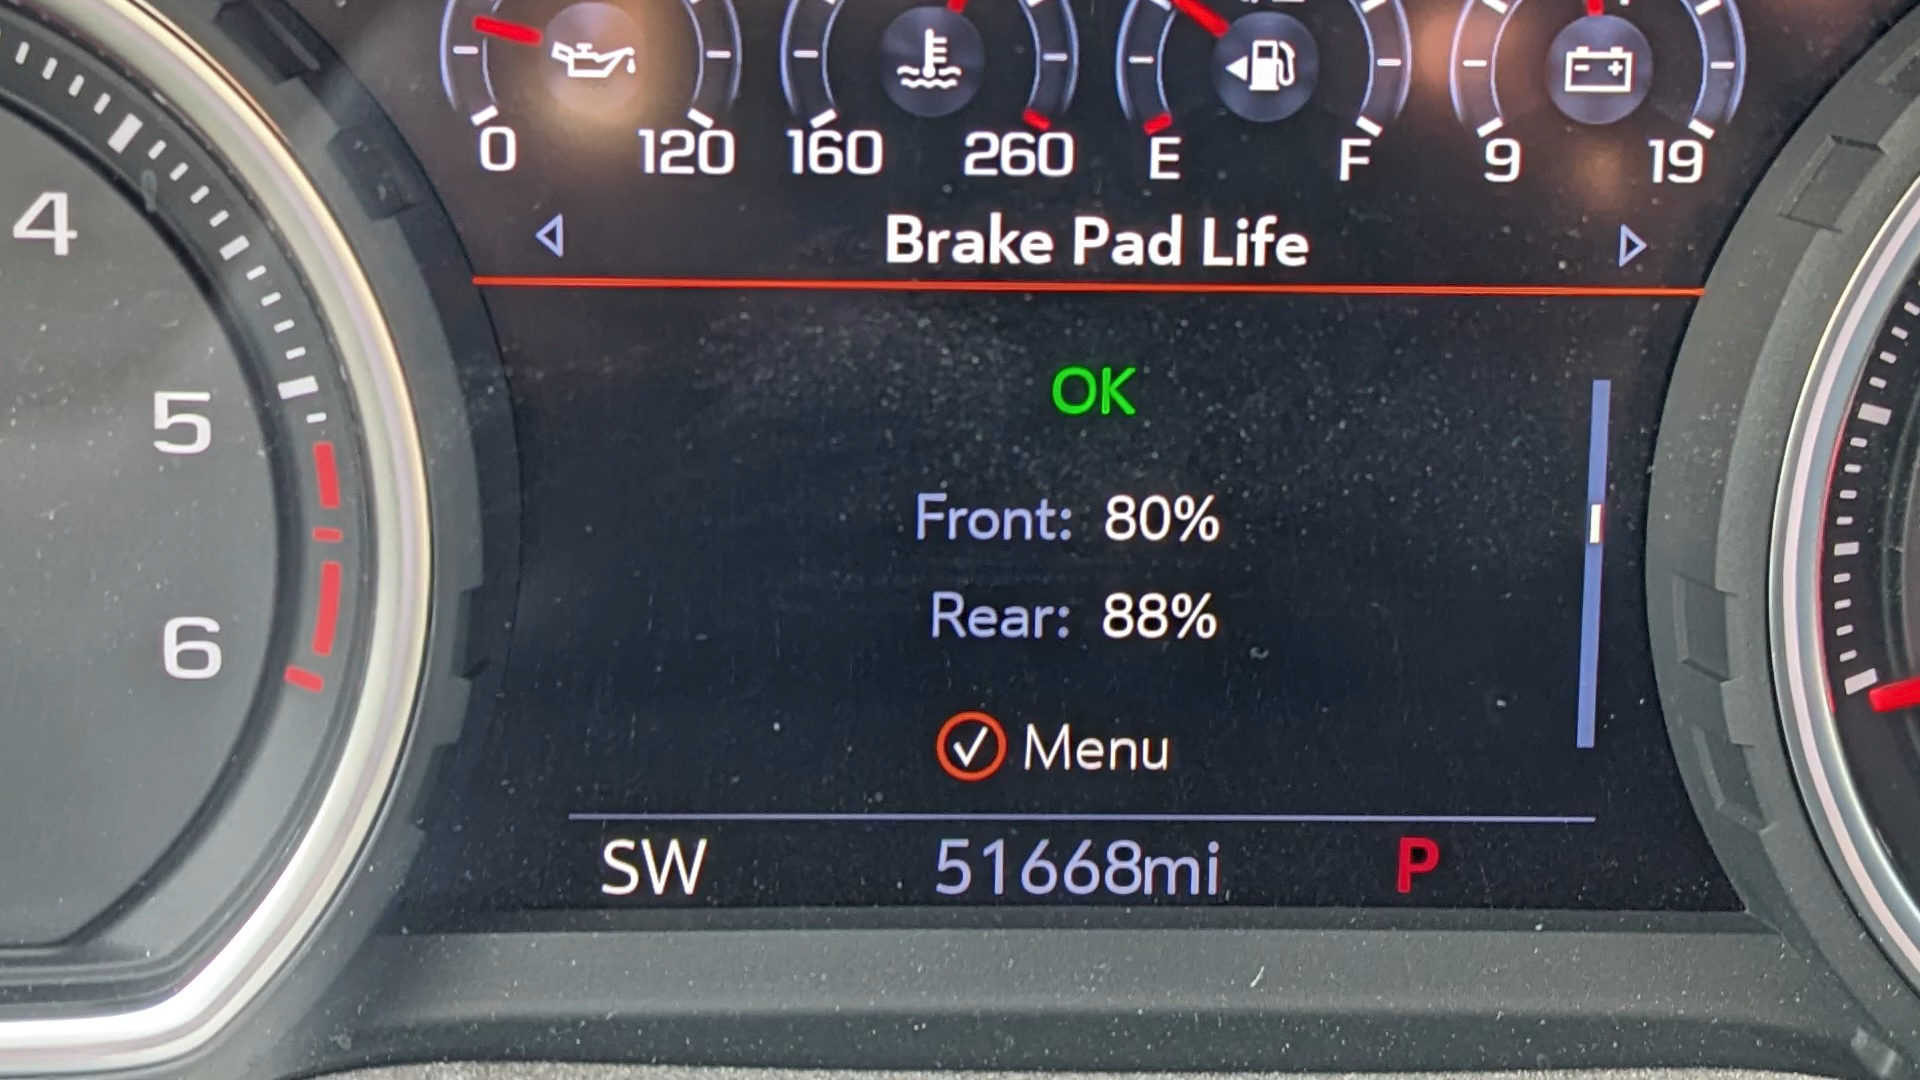 0 120 160 260 E F 9 19
Brake Pad Life
4
OK
5
Front: 80%
Rear: 88%
6
Menu
SW 51668mi P